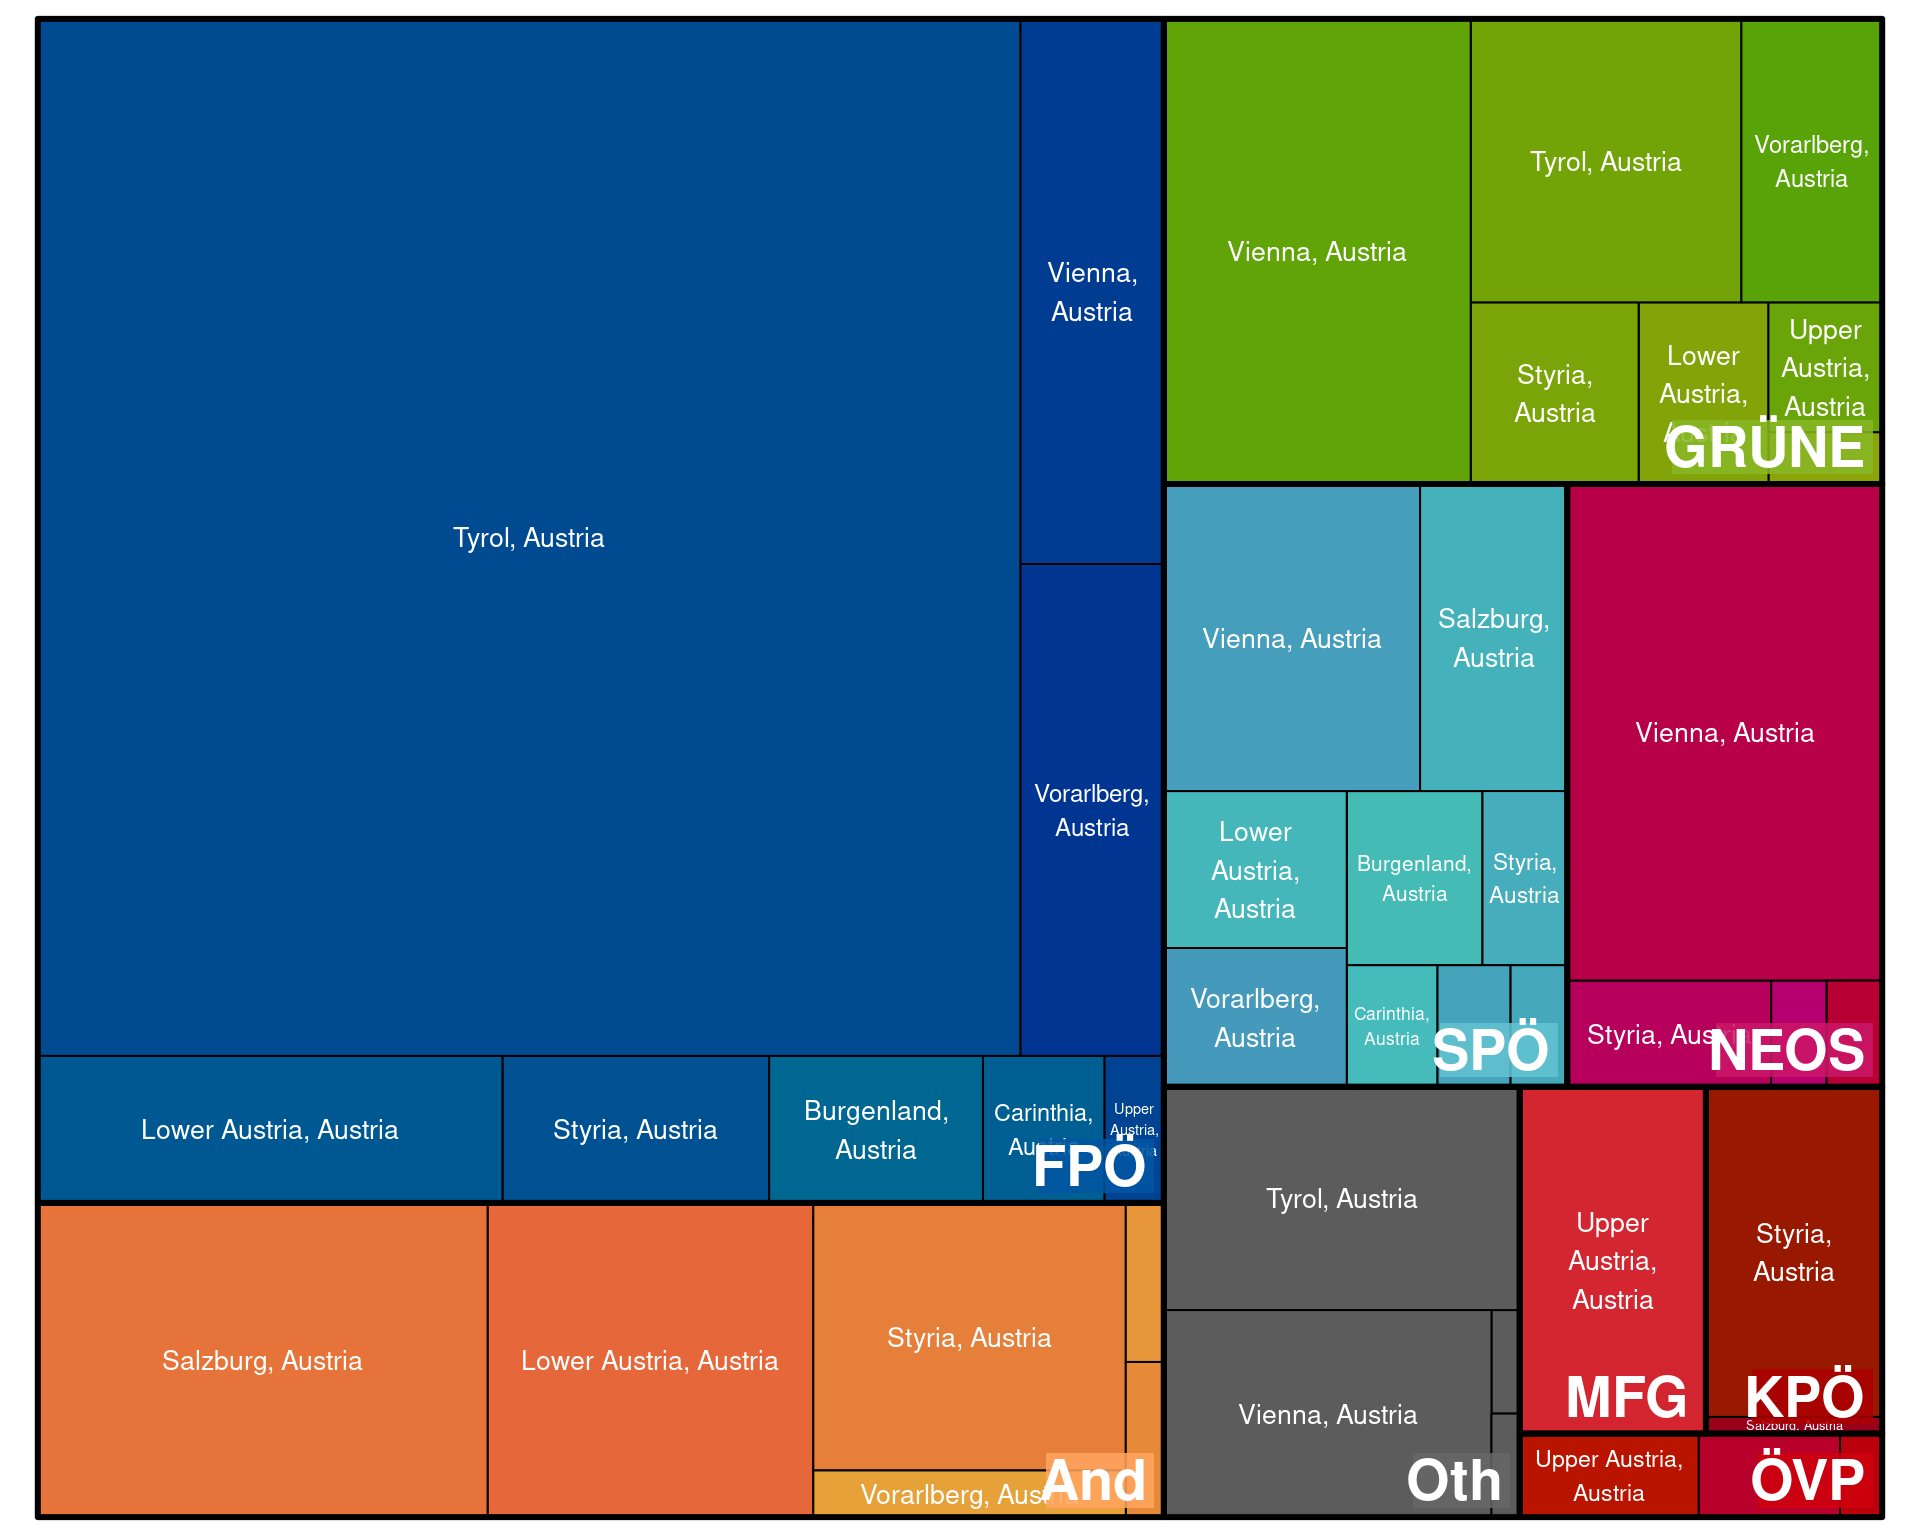 Tyrol, Austria
Vienna,
Austria
Vorarlberg,
Austria
Lower Austria, Austria
Styria, Austria
Burgenland,
Austria
Carinthia,
Upper
Austria,
FPÖ
Salzburg, Austria
Lower Austria, Austria
Styria, Austria
Vorarlberg, Austria
And
Vienna, Austria
Tyrol, Austria
Vorarlberg,
Austria
Styria,
Austria
Lower
Austria,
Upper
Austria,
Austria
GRÜNE
Vienna, Austria
Salzburg,
Austria
Lower
Austria,
Austria
Burgenland,
Austria
Styria,
Austria
Vorarlberg,
Austria
Carinthia,
Austria
SPÖ
Vienna, Austria
Styria, Austria
NEOS
Tyrol, Austria
Vienna, Austria
Oth
Upper
Austria,
Austria
MFG
Styria,
Austria
KPÖ
Salzburg, Austria
Upper Austria,
Austria
ÖVP